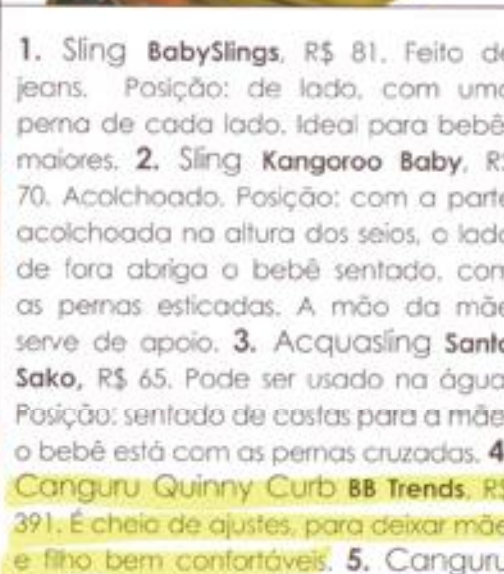 1. Sling BabySlings, R$ 81. Feito de
jeans. Posição: de lado, com uma
perna de cada lado. Ideal para bebê
maiores. 2. Sling Kangoroo Baby, R$
70. Acolchoado. Posição: com a parte
acolchoada na altura dos seios, o lado
de fora abriga o bebê sentado, com
as pernas esticadas. A mão da mãe
serve de apoio. 3. Acquasling Santo
Sako, R$ 65. Pode ser usado na água.
Posição: sentado de costas para a mãe,
o bebê está com as pernas cruzadas. 4.
Canguru Quinny Curb BB Trends, R$
391. É cheio de ajustes, para deixar mãe
e filho bem confortáveis. 5. Canguru